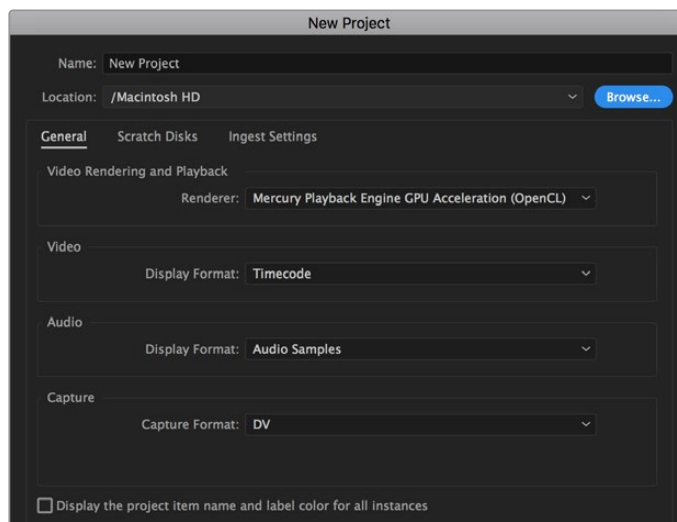 New Project
Name: New Project
Location: /Macintosh HD Browse...
General Scratch Disks Ingest Settings
Video Rendering and Playback
Renderer: Mercury Playback Engine GPU Acceleration (OpenCL)
Video
Display Format: Timecode
Audio
Display Format: Audio Samples
Capture
Capture Format: DV
Display the project item name and label color for all instances